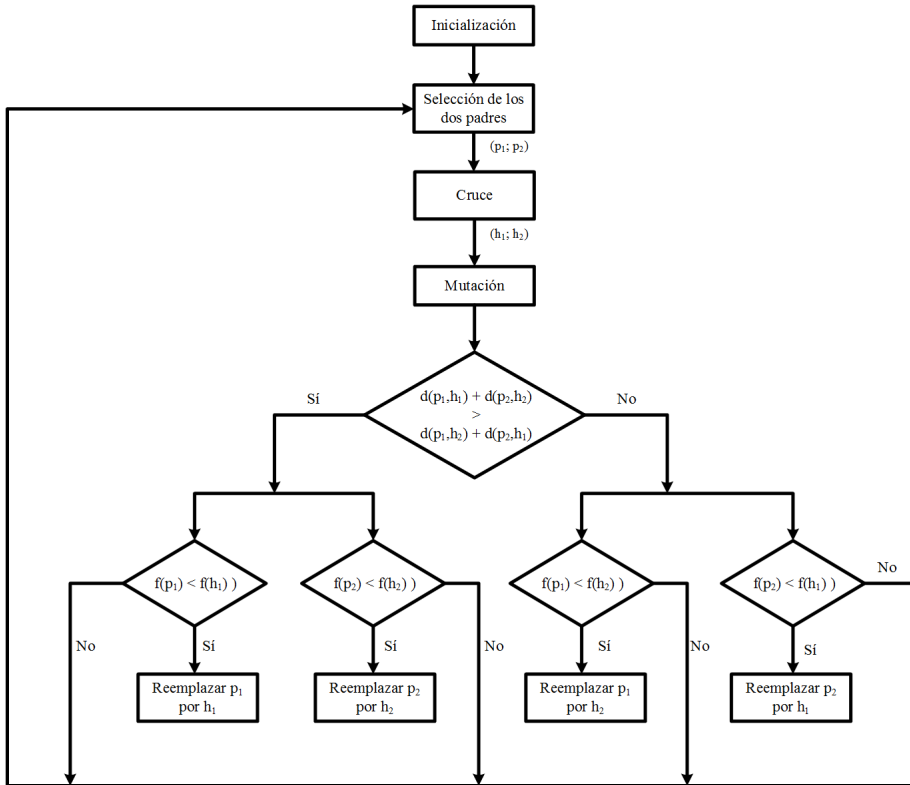 Inicialización
Selección de los
dos padres
(p₁; p₂)
Cruce
(h₁; h₂)
Mutación
d(p₁,h₁) + d(p₂,h₂)
>
d(p₁,h₂) + d(p₂,h₁)
Sí
No
f(p₁) < f(h₁) )
f(p₂) < f(h₂) )
f(p₁) < f(h₂) )
f(p₂) < f(h₁) )
No
No
Sí
Sí
No
Sí
No
Sí
Reemplazar p₁
por h₁
Reemplazar p₂
por h₂
Reemplazar p₁
por h₂
Reemplazar p₂
por h₁